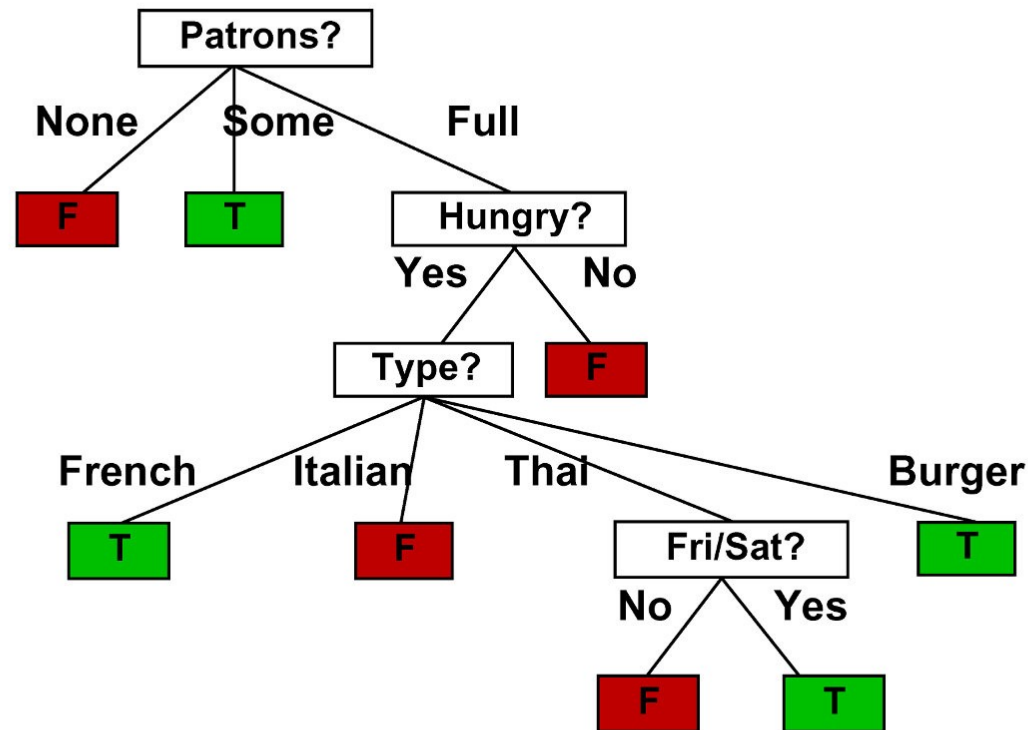 Patrons?
None Some Full
F T Hungry?
Yes No
Type? F
French Italian Thai Burger
T F Fri/Sat? T
No Yes
F T